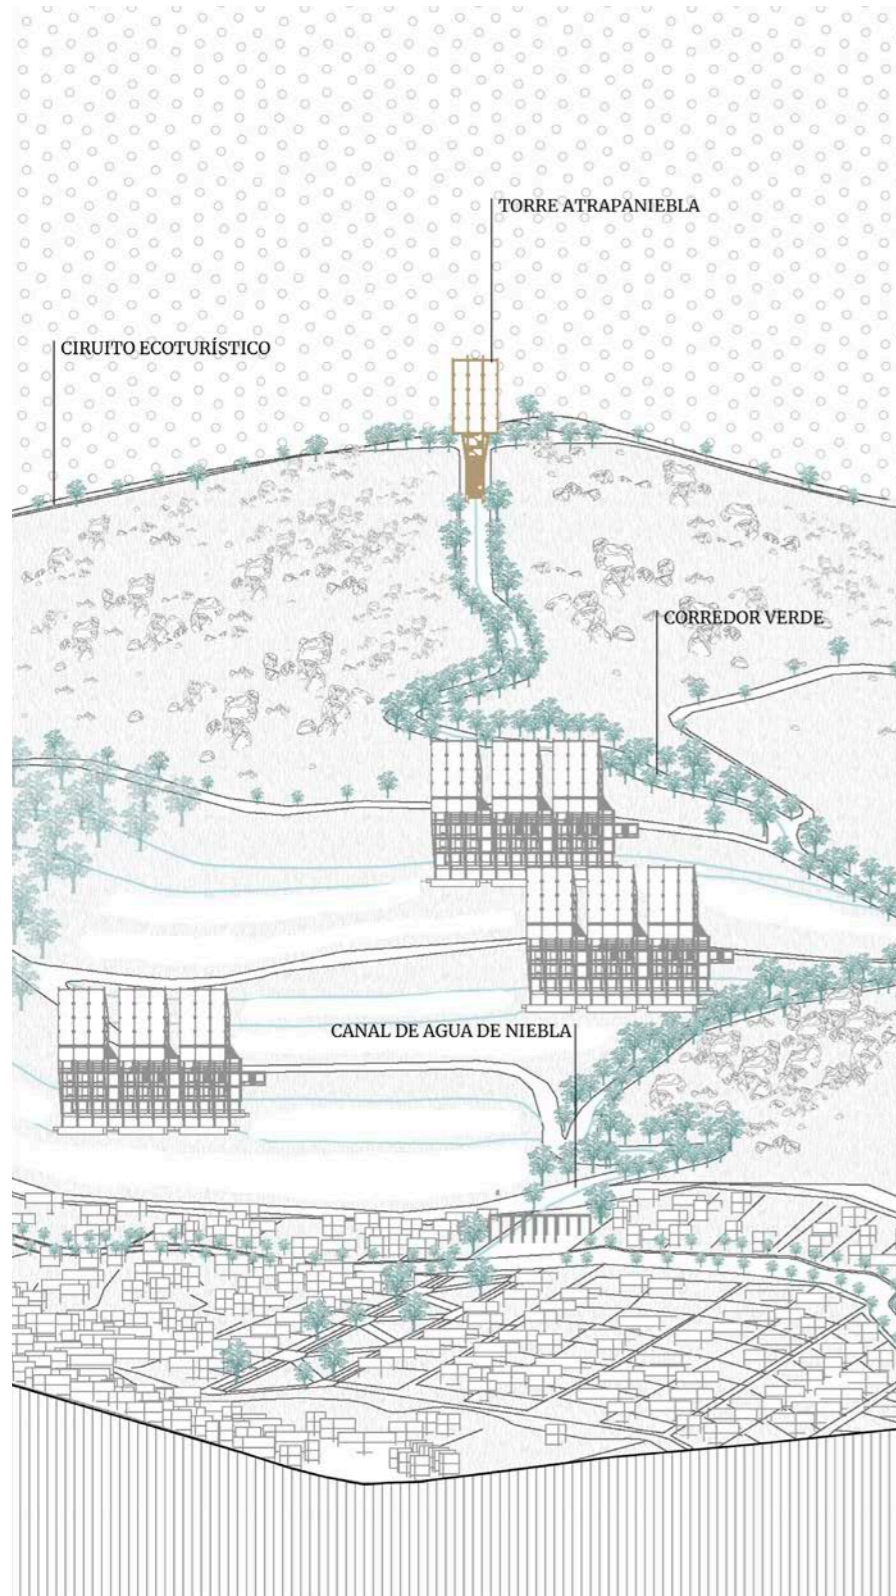 TORRE ATRAPANIEBLA
CIRUITO ECOTURÍSTICO
CORREDOR VERDE
CANAL DE AGUA DE NIEBLA